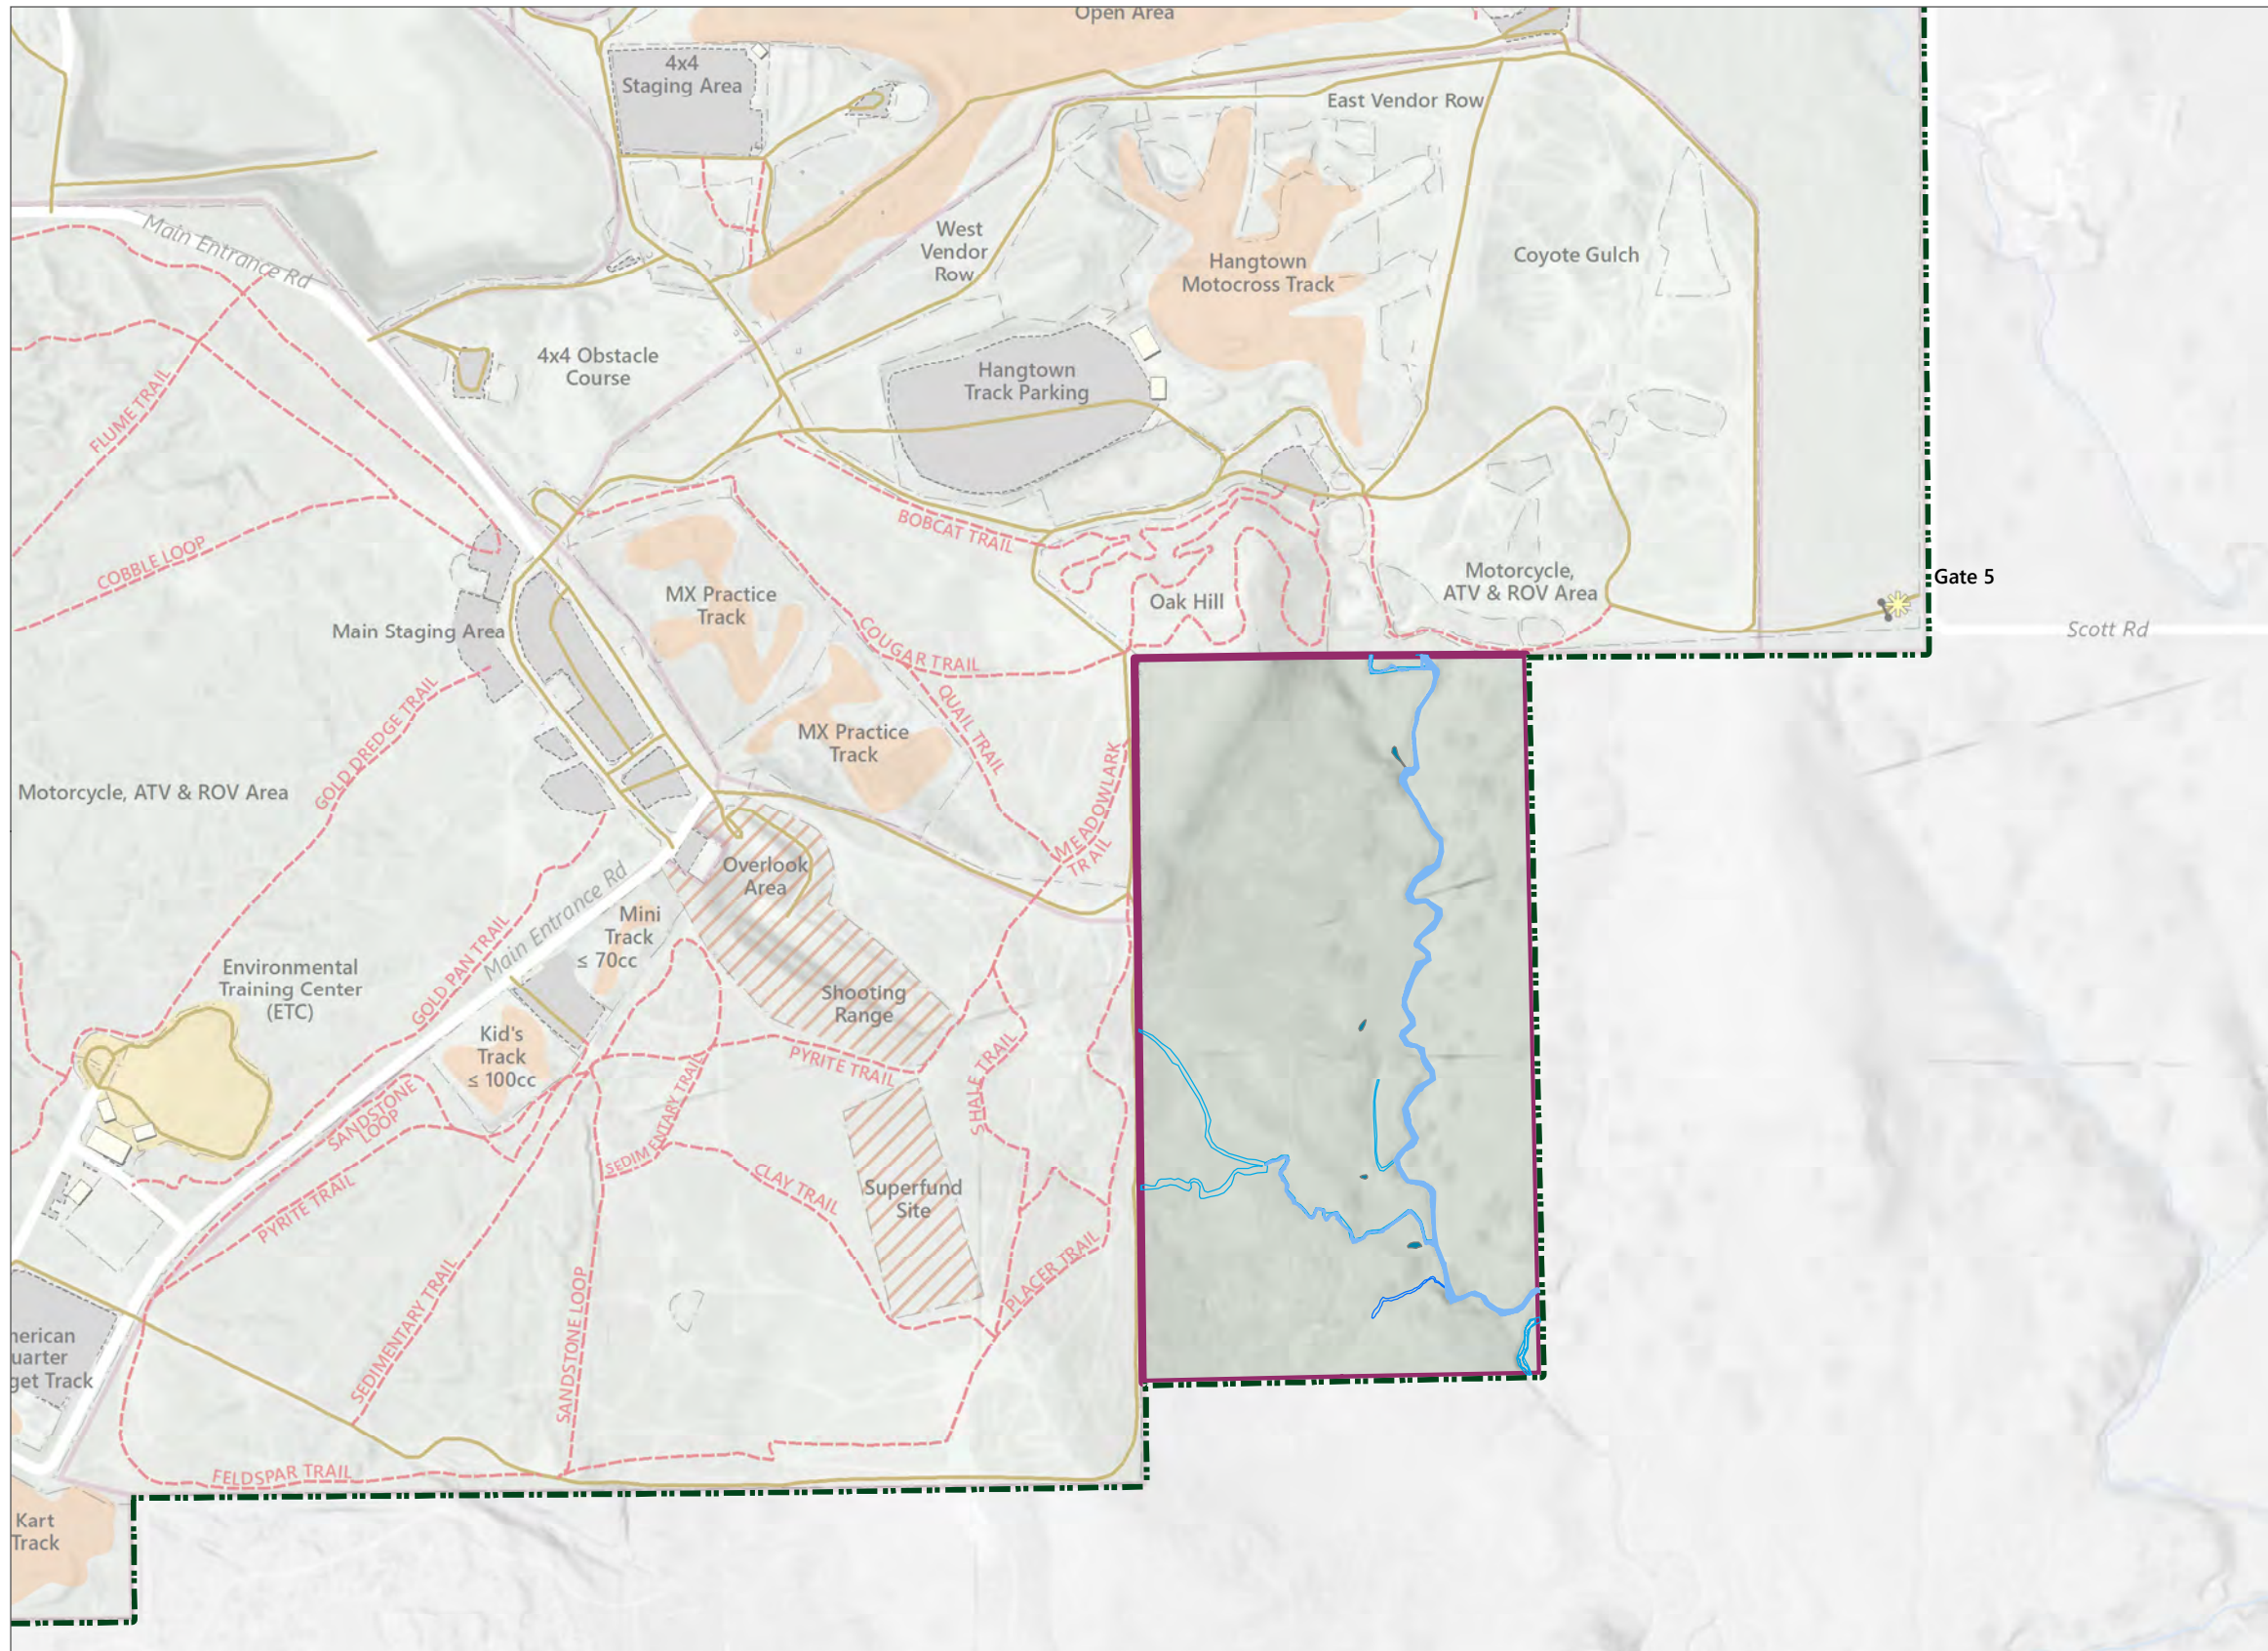 Open Area
4x4
Staging Area
East Vendor Row
Main Entrance Rd
West
Vendor
Row
Hangtown
Motocross Track
Coyote Gulch
4x4 Obstacle
Course
Hangtown
Track Parking
FLUME TRAIL
BOBCAT TRAIL
COBBLE LOOP
Motorcycle,
ATV & ROV Area
Gate 5
MX Practice
Track
Oak Hill
Main Staging Area
COUGAR TRAIL
Scott Rd
GOLD DREDGE TRAIL
QUAIL TRAIL
MX Practice
Track
MEADOWLARK
TRAIL
Motorcycle, ATV & ROV Area
Overlook
Area
Main Entrance Rd
Mini
Track
≤ 70cc
GOLD PAN TRAIL
Environmental
Training Center
(ETC)
Shooting
Range
Kid's
Track
≤ 100cc
PYRITE TRAIL
SHALE TRAIL
SANDSTONE
LOOP
SEDIMENTARY TRAIL
CLAY TRAIL
Superfund
Site
PYRITE TRAIL
PLACER TRAIL
SEDIMENTARY TRAIL
SANDSTONE LOOP
nerican
uarter
get Track
FELDSPAR TRAIL
Kart
Track